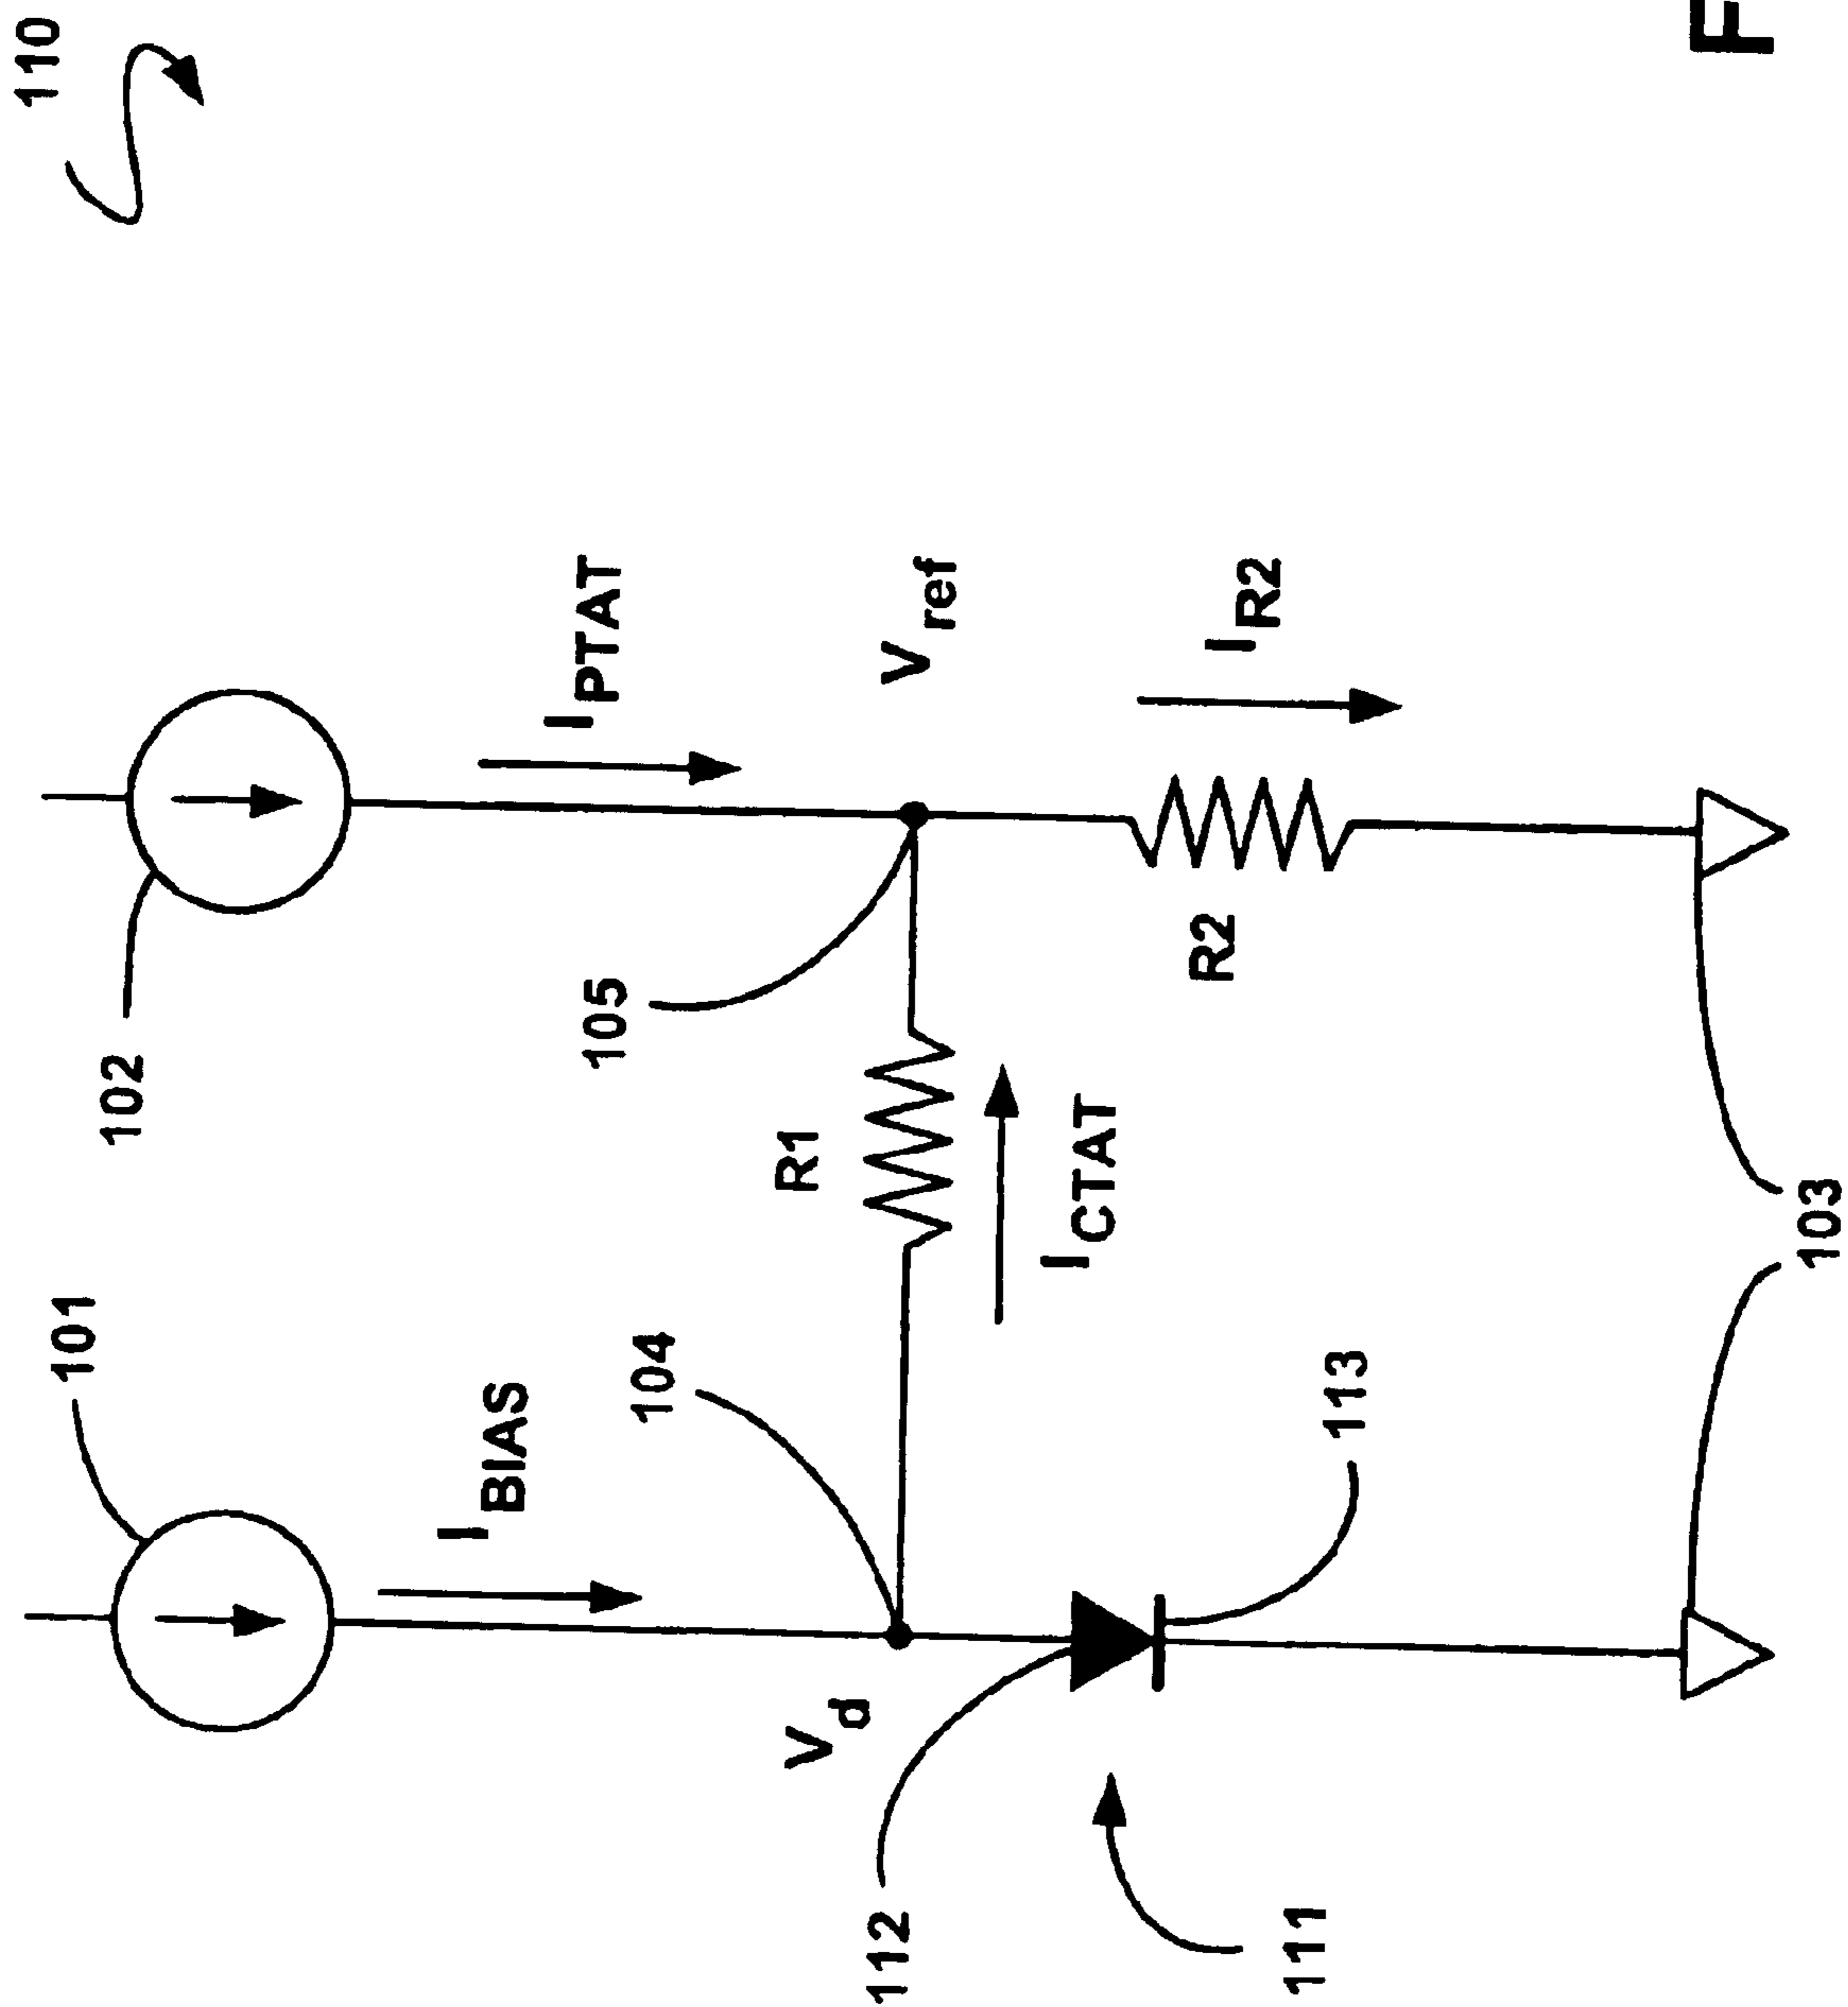 110
102
101
I_PTAT
I_BIAS
105
104
V_ref
R1
V_d
I_CTAT
I_R2
R2
112
113
111
103
F